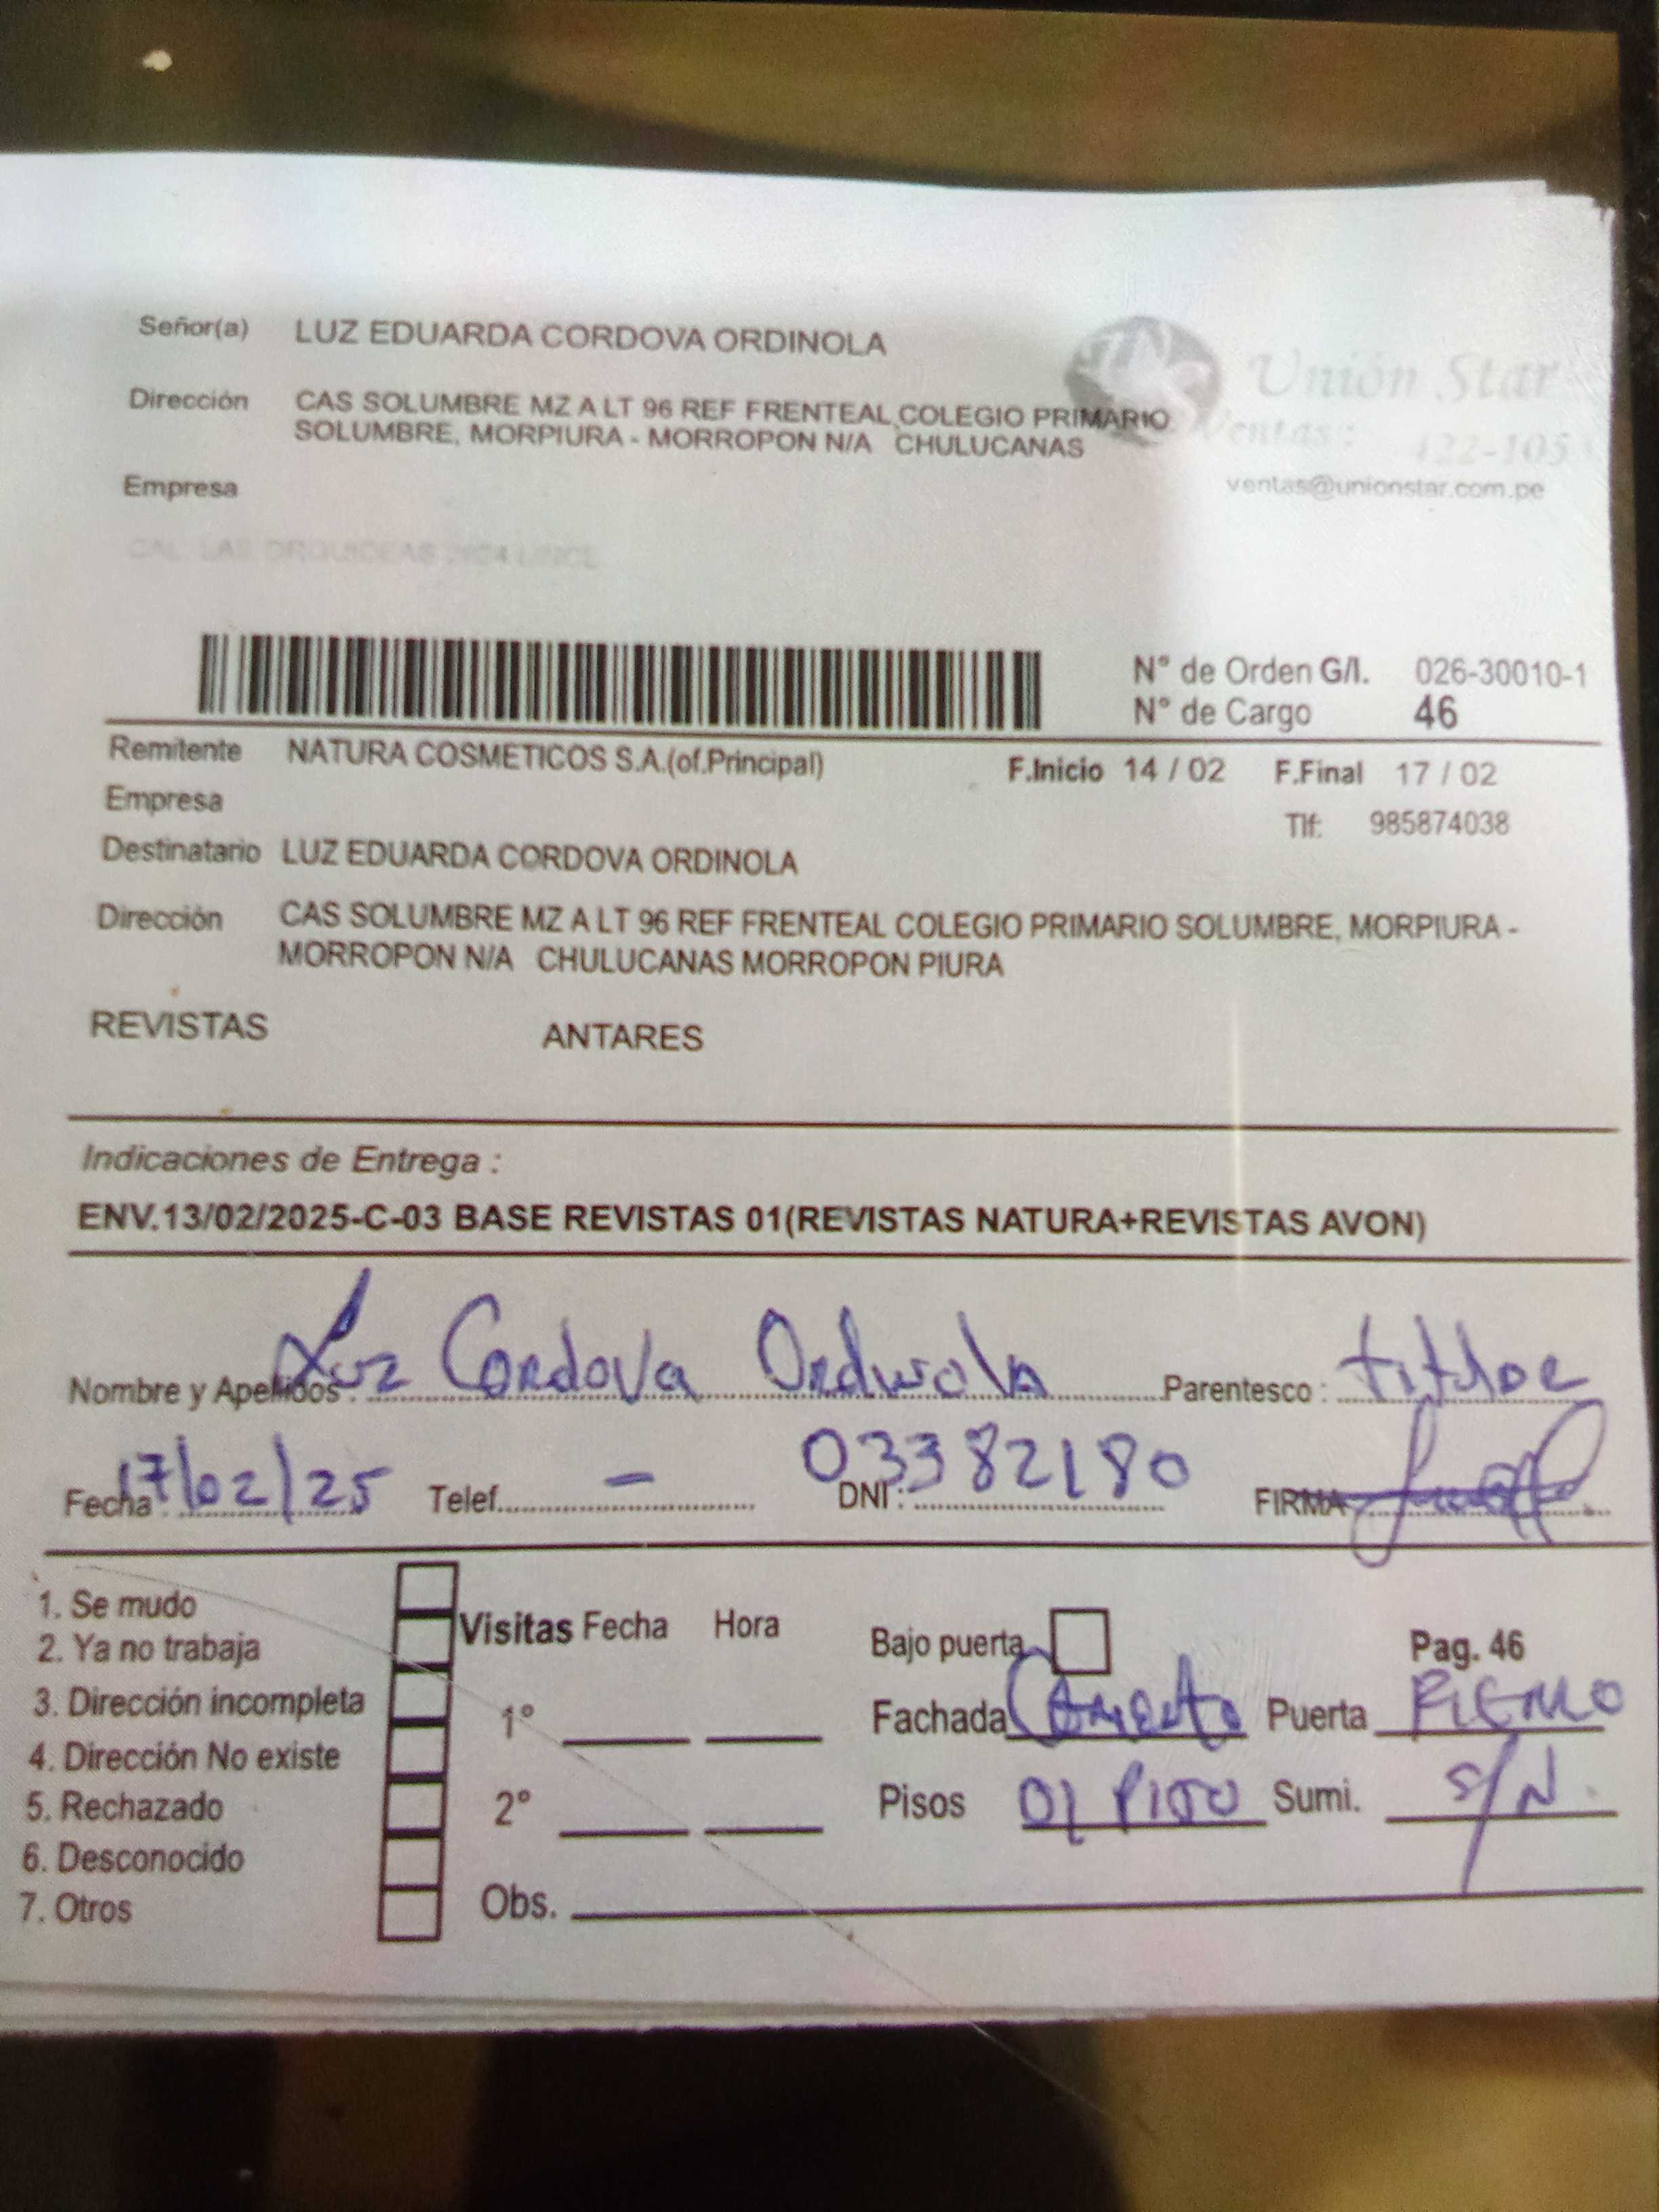 Señor(a) LUZ EDUARDA CORDOVA ORDINOLA
Unión Star
Dirección CAS SOLUMBRE MZ A LT 96 REF FRENTEAL COLEGIO PRIMARIO
SOLUMBRE, MORPIURA - MORROPON N/A CHULUCANAS
Ventas: 422-105
ventas@unionstar.com.pe
Empresa
CAL. LAS ORQUIDEAS LINCE
N° de Orden G/I. 026-30010-1
N° de Cargo 46
Remitente NATURA COSMETICOS S.A.(of.Principal) F.Inicio 14 / 02 F.Final 17 / 02
Empresa Tlf: 985874038
Destinatario LUZ EDUARDA CORDOVA ORDINOLA
Dirección CAS SOLUMBRE MZ A LT 96 REF FRENTEAL COLEGIO PRIMARIO SOLUMBRE, MORPIURA -
MORROPON N/A CHULUCANAS MORROPON PIURA
REVISTAS ANTARES
Indicaciones de Entrega :
ENV.13/02/2025-C-03 BASE REVISTAS 01(REVISTAS NATURA+REVISTAS AVON)
Nombre y Apellidos : Luz Cordova Ordinola Parentesco : titular
Fecha : 17/02/25 Telef. - DNI : 03382180 FIRMA
1. Se mudo
2. Ya no trabaja
3. Dirección incompleta
4. Dirección No existe
5. Rechazado
6. Desconocido
7. Otros
Visitas Fecha Hora
1°
2°
Obs.
Bajo puerta Pag. 46
Fachada Puerta FIERRO
Pisos 01 PISO Sumi. S/N.